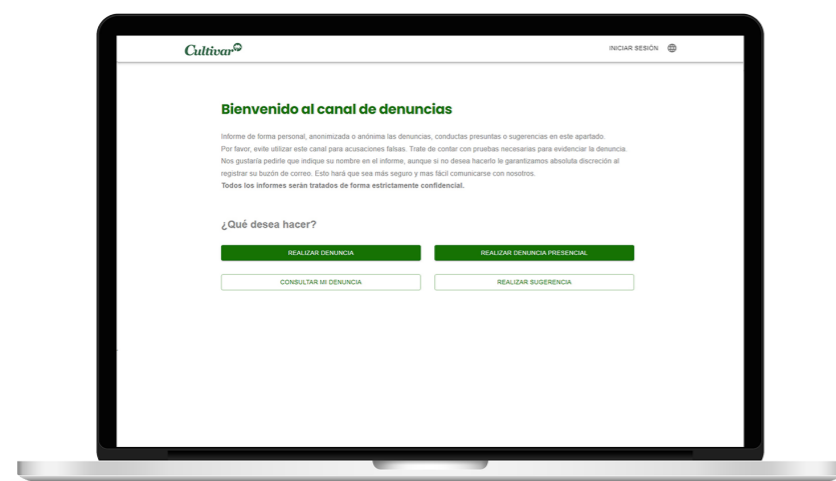 Cultivar
INICIAR SESIÓN
Bienvenido al canal de denuncias
Informe de forma personal, anonimizada o anónima las denuncias, conductas presuntas o sugerencias en este apartado.
Por favor, evite utilizar este canal para acusaciones falsas. Trate de contar con pruebas necesarias para evidenciar la denuncia.
Nos gustaría pedirle que indique su nombre en el informe, aunque si no desea hacerlo le garantizamos absoluta discreción al
registrar su buzón de correo. Esto hará que sea más seguro y mas fácil comunicarse con nosotros.
Todos los informes serán tratados de forma estrictamente confidencial.
¿Qué desea hacer?
REALIZAR DENUNCIA
REALIZAR DENUNCIA PRESENCIAL
CONSULTAR MI DENUNCIA
REALIZAR SUGERENCIA